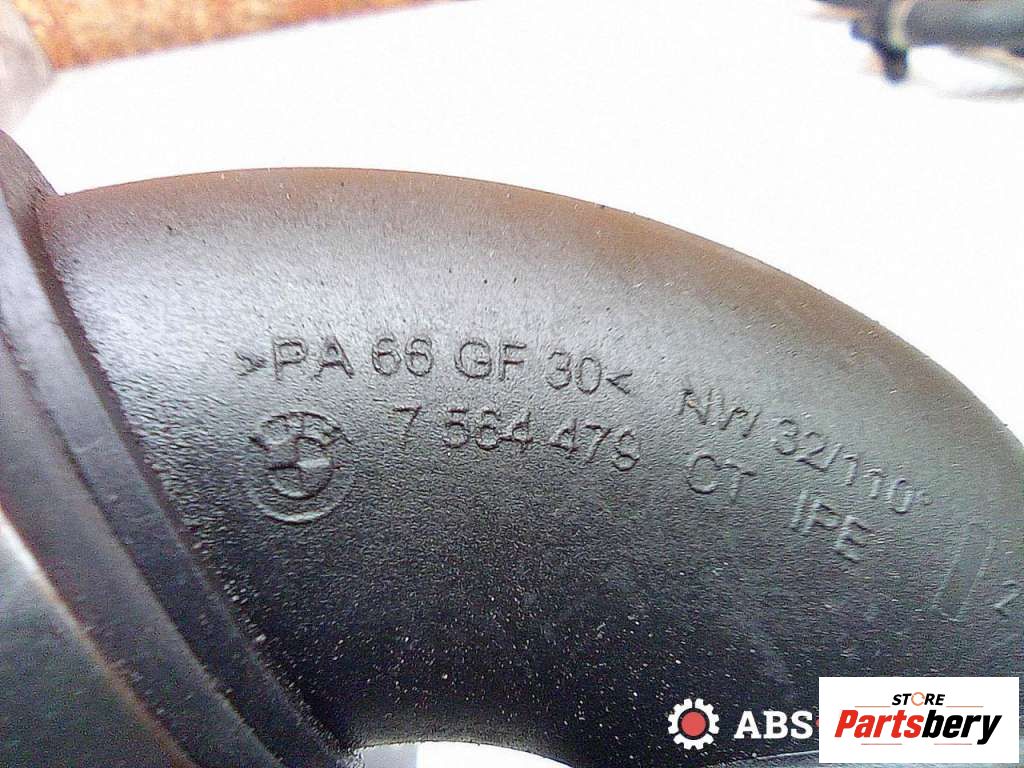 >PA 66 GF 30< NW 32/110°
7 564 479 CT IPE
ABS
STORE
Partsbery